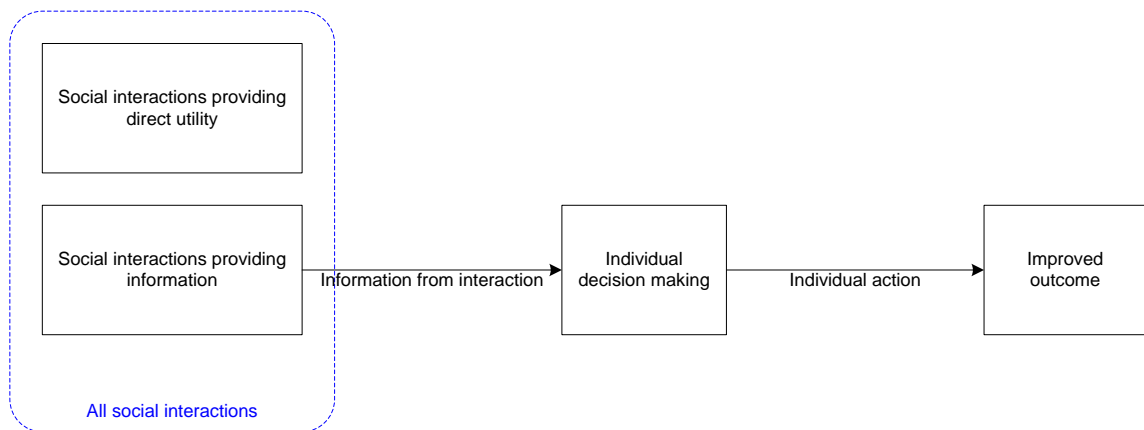 Social interactions providing
direct utility
Social interactions providing
information
Information from interaction
Individual
decision making
Individual action
Improved
outcome
All social interactions